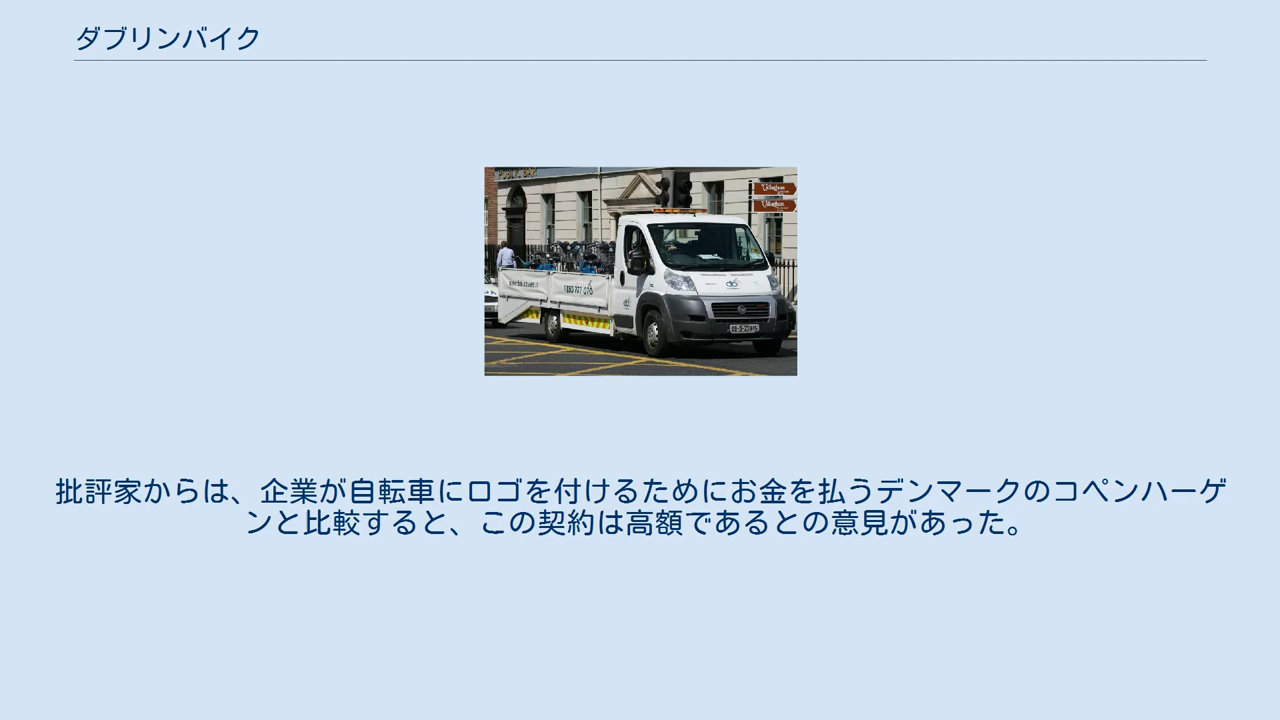 ダブリンバイク
批評家からは、企業が自転車にロゴを付けるためにお金を払うデンマークのコペンハーゲ
ンと比較すると、この契約は高額であるとの意見があった。